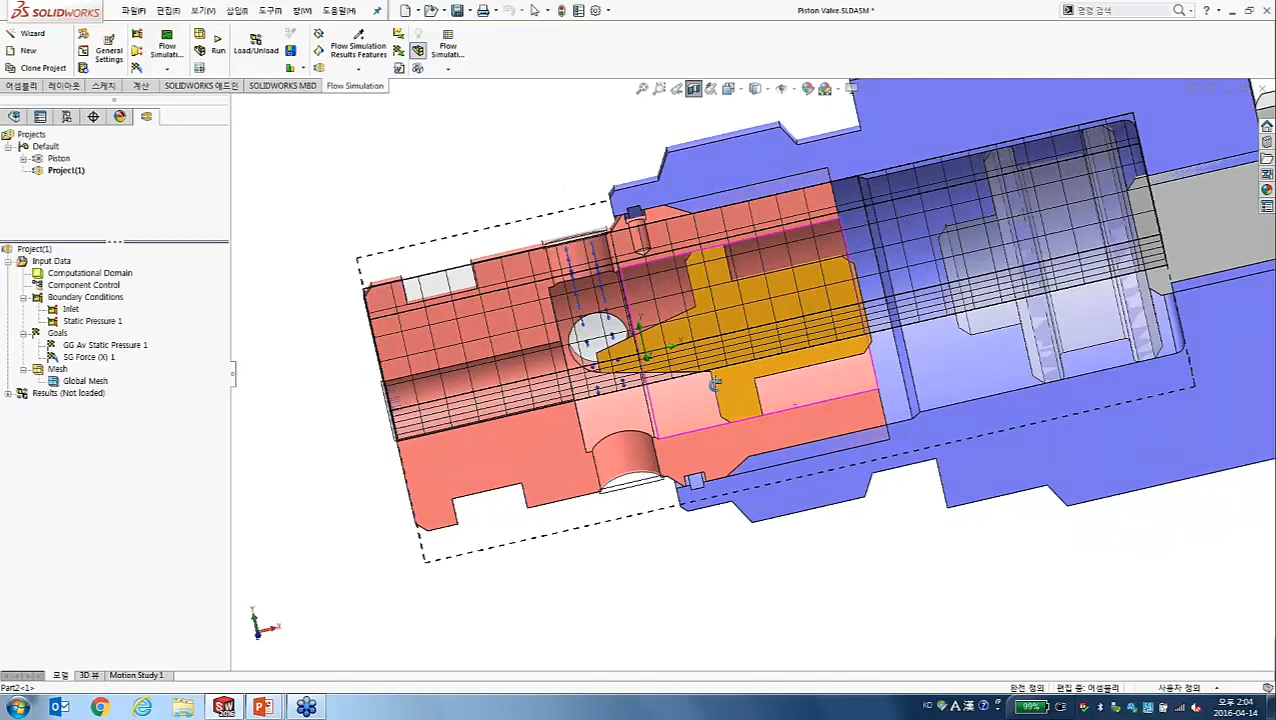 SOLIDWORKS
파일(F)
편집(E)
보기(V)
삽입(I)
도구(T)
창(W)
도움말(H)
Piston Valve.SLDASM *
명령 검색
Wizard
New
Clone Project
General Settings
Flow Simulati...
Run
Load/Unload
Flow Simulation Results Features
Flow Simulati...
어셈블리
레이아웃
스케치
계산
SOLIDWORKS 애드인
SOLIDWORKS MBD
Flow Simulation
Projects
Default
Piston
Project(1)
Project(1)
Input Data
Computational Domain
Component Control
Boundary Conditions
Inlet
Static Pressure 1
Goals
GG Av Static Pressure 1
SG Force (X) 1
Mesh
Global Mesh
Results (Not loaded)
Y
X
Y
X
모델
3D 뷰
Motion Study 1
Part2<1>
완전 정의
편집 중: 어셈블리
사용자 정의
SW
2016
99%
KO
A
漢
오후 2:04
2016-04-14